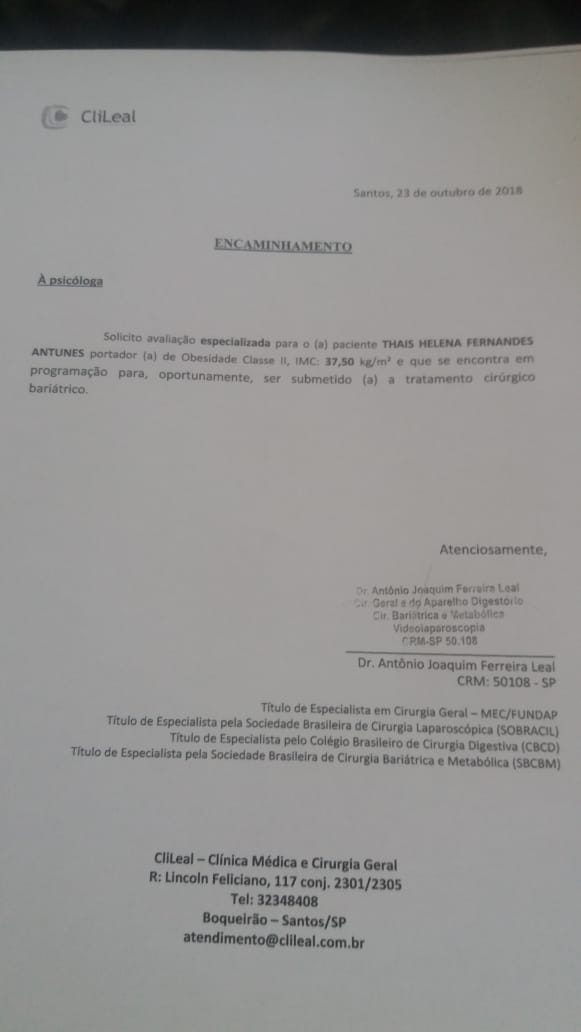 CliLeal
Santos, 23 de outubro de 2018
ENCAMINHAMENTO
À psicóloga
Solicito avaliação especializada para o (a) paciente THAIS HELENA FERNANDES
ANTUNES portador (a) de Obesidade Classe II, IMC: 37,50 kg/m² e que se encontra em
programação para, oportunamente, ser submetido (a) a tratamento cirúrgico
bariátrico.
Atenciosamente,
Dr. Antônio Joaquim Ferreira Leal
Cir. Geral e do Aparelho Digestório
Cir. Bariátrica e Metabólica
Videolaparoscopia
CRM-SP 50.108
Dr. Antônio Joaquim Ferreira Leal
CRM: 50108 - SP
Título de Especialista em Cirurgia Geral – MEC/FUNDAP
Título de Especialista pela Sociedade Brasileira de Cirurgia Laparoscópica (SOBRACIL)
Título de Especialista pelo Colégio Brasileiro de Cirurgia Digestiva (CBCD)
Título de Especialista pela Sociedade Brasileira de Cirurgia Bariátrica e Metabólica (SBCBM)
CliLeal – Clínica Médica e Cirurgia Geral
R: Lincoln Feliciano, 117 conj. 2301/2305
Tel: 32348408
Boqueirão – Santos/SP
atendimento@clileal.com.br